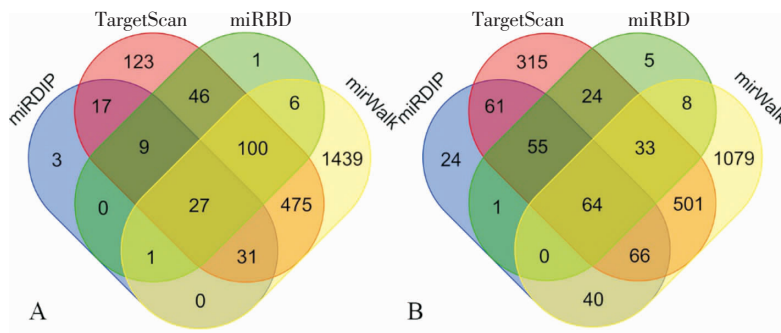 TargetScan miRBD TargetScan miRBD
miRDIP mirWalk miRDIP mirWalk
123 1 315 5
17 46 6 61 24 8
3 9 100 1439 24 55 33 1079
0 27 475 1 64 501
1 31 0 66
A 0 B 40